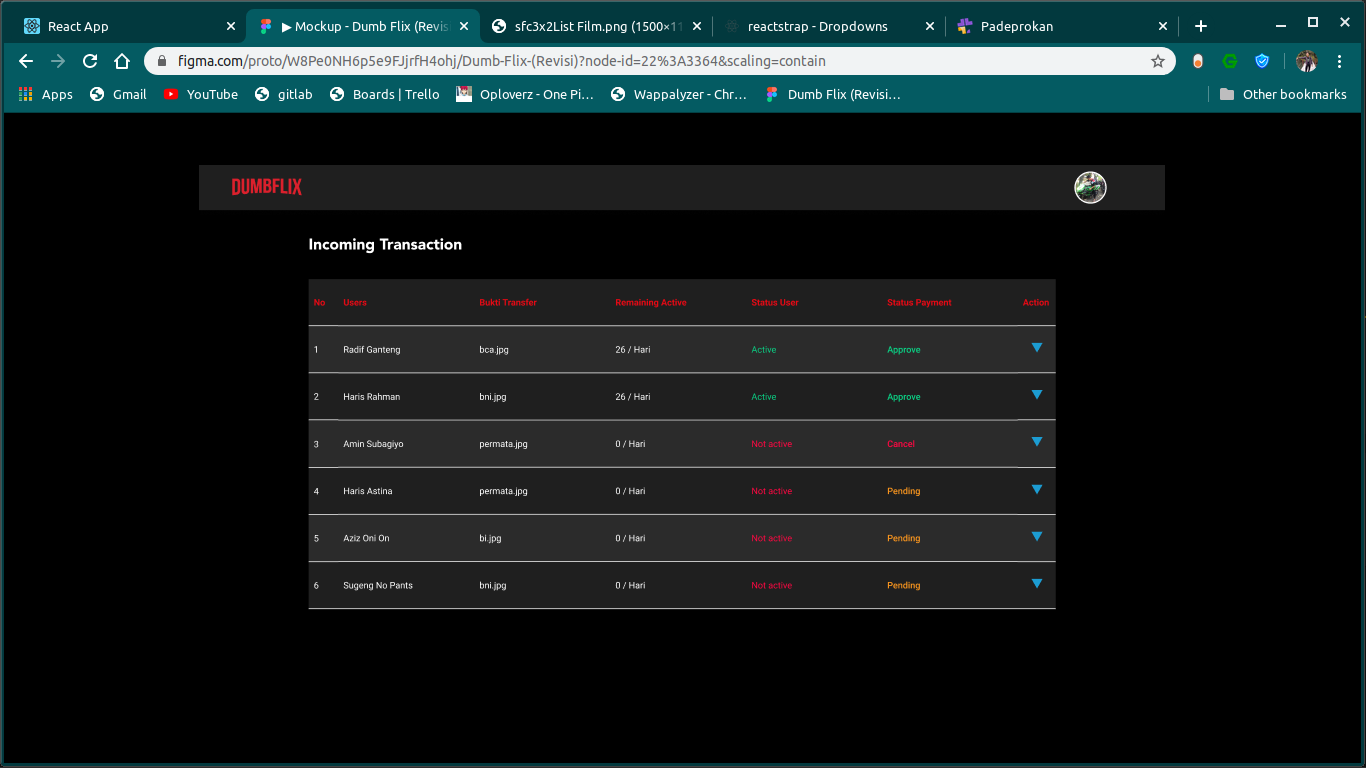 React App
▶ Mockup - Dumb Flix (Revis
sfc3x2List Film.png (1500×11
reactstrap - Dropdowns
Padeprokan
figma.com/proto/W8Pe0NH6p5e9FJjrfH4ohj/Dumb-Flix-(Revisi)?node-id=22%3A3364&scaling=contain
Apps Gmail YouTube gitlab Boards | Trello Oploverz - One Pi… Wappalyzer - Chr… Dumb Flix (Revisi… Other bookmarks
DUMBFLIX
Incoming Transaction
No Users Bukti Transfer Remaining Active Status User Status Payment Action
1 Radif Ganteng bca.jpg 26 / Hari Active Approve
2 Haris Rahman bni.jpg 26 / Hari Active Approve
3 Amin Subagiyo permata.jpg 0 / Hari Not active Cancel
4 Haris Astina permata.jpg 0 / Hari Not active Pending
5 Aziz Oni On bi.jpg 0 / Hari Not active Pending
6 Sugeng No Pants bni.jpg 0 / Hari Not active Pending